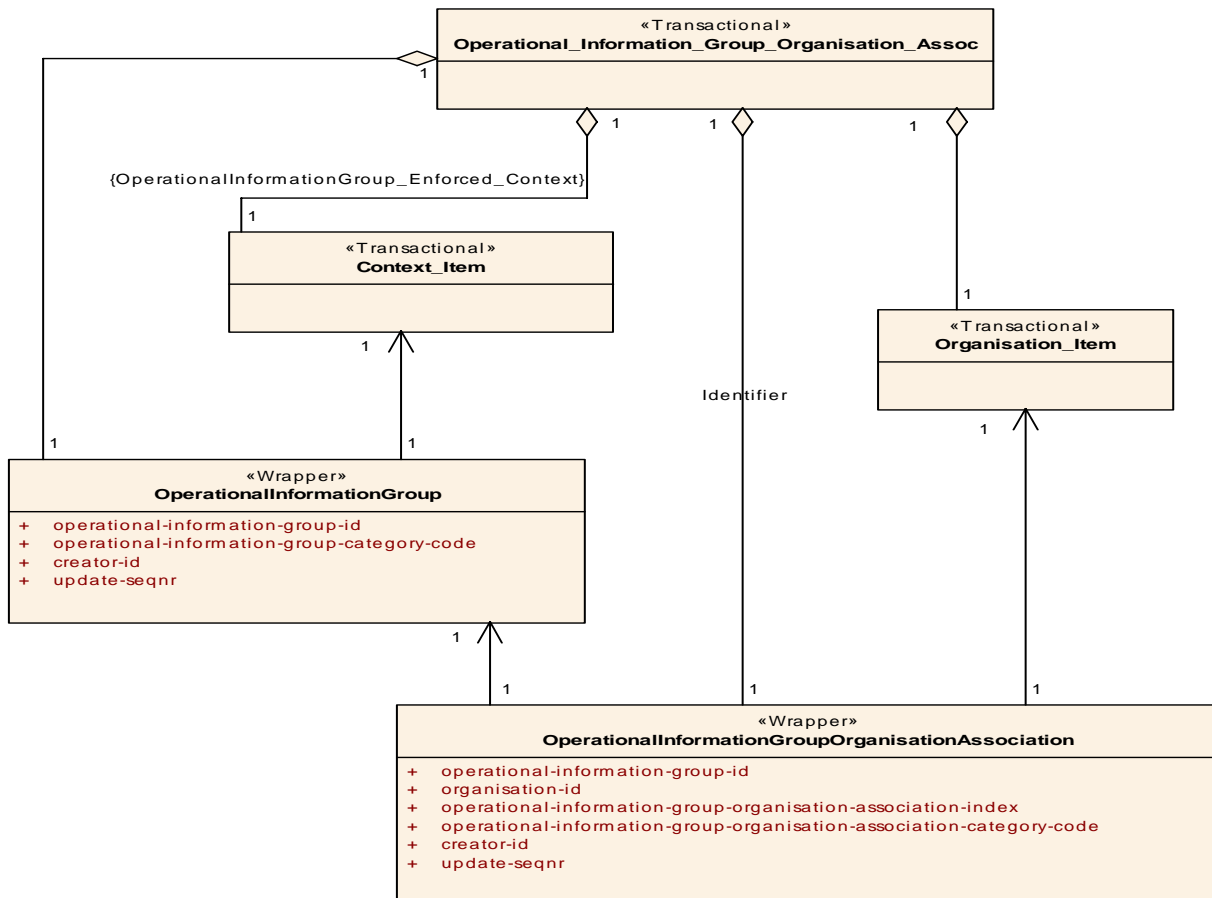 «Transactional»
Operational_Information_Group_Organisation_Assoc
1
1
1
1
{OperationalInformationGroup_Enforced_Context}
1
«Transactional»
Context_Item
1
«Transactional»
Organisation_Item
1
Identifier
1
1
1
«Wrapper»
OperationalInformationGroup
+ operational-information-group-id
+ operational-information-group-category-code
+ creator-id
+ update-seqnr
1
1
1
1
«Wrapper»
OperationalInformationGroupOrganisationAssociation
+ operational-information-group-id
+ organisation-id
+ operational-information-group-organisation-association-index
+ operational-information-group-organisation-association-category-code
+ creator-id
+ update-seqnr